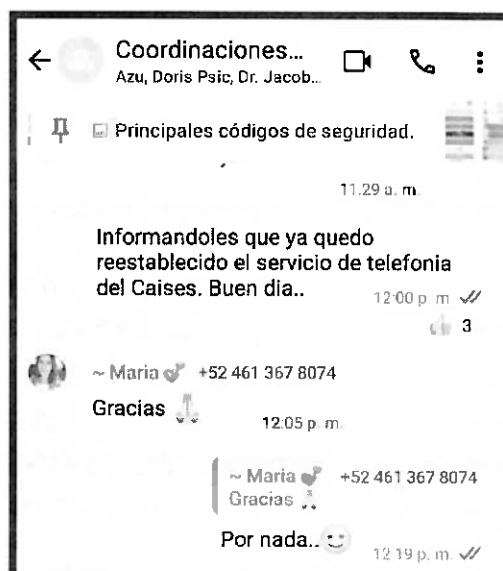 Coordinaciones...
Azu, Doris Psic, Dr. Jacob...
Principales códigos de seguridad.
11:29 a. m.
Informandoles que ya quedo
reestablecido el servicio de telefonia
del Caises. Buen dia..
12:00 p. m.
3
~ Maria 💕 +52 461 367 8074
Gracias 🙏
12:05 p. m.
~ Maria 💕 +52 461 367 8074
Gracias 🙏
Por nada.. 🙂
12:19 p. m.